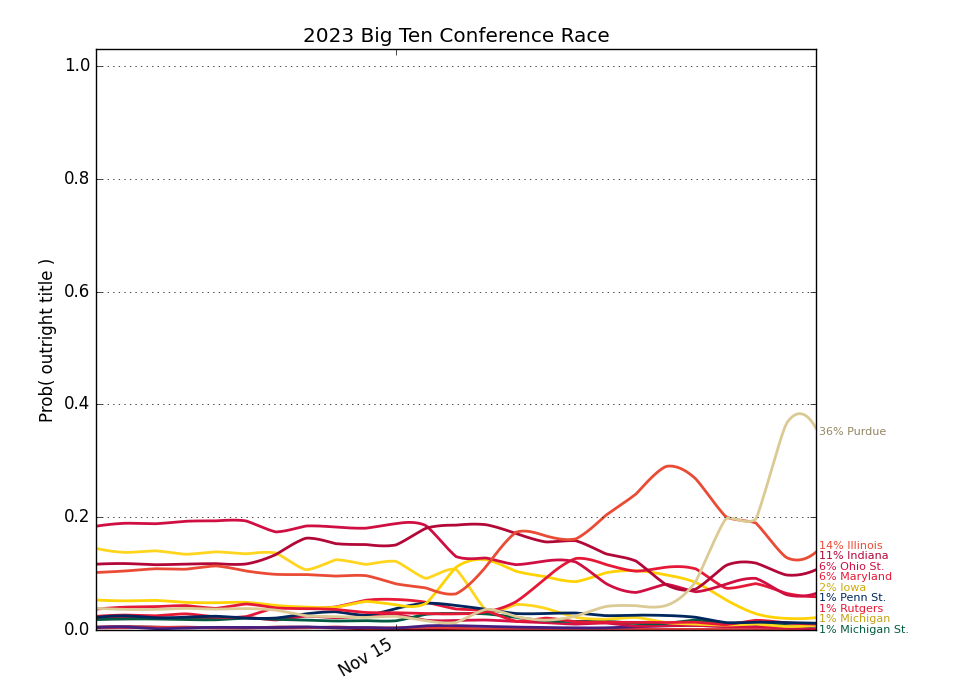 2023 Big Ten Conference Race
1.0
0.8
0.6
0.4
0.2
0.0
Prob( outright title )
Nov 15
36% Purdue
14% Illinois
11% Indiana
6% Ohio St.
6% Maryland
2% Iowa
1% Penn St.
1% Rutgers
1% Michigan
1% Michigan St.